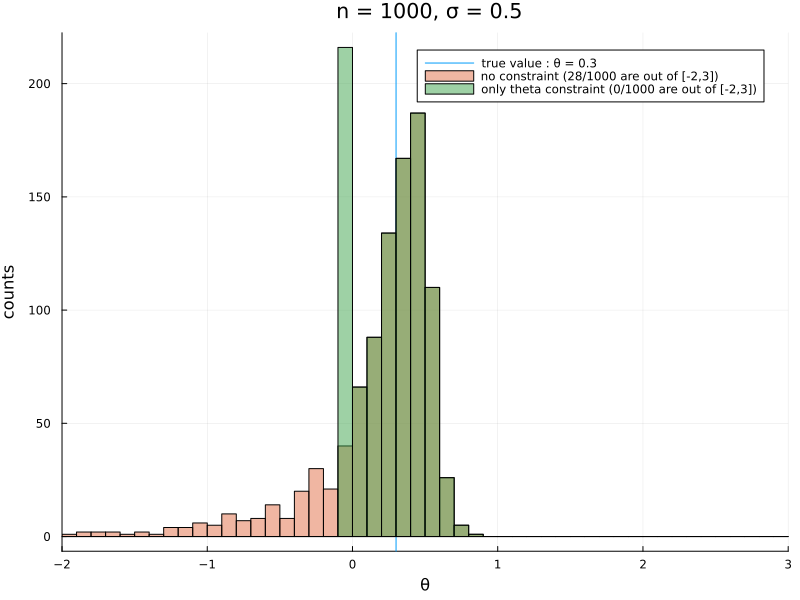 n = 1000, σ = 0.5
true value : θ = 0.3
no constraint (28/1000 are out of [-2,3])
only theta constraint (0/1000 are out of [-2,3])
200
150
100
50
0
counts
−2 −1 0 1 2 3
θ